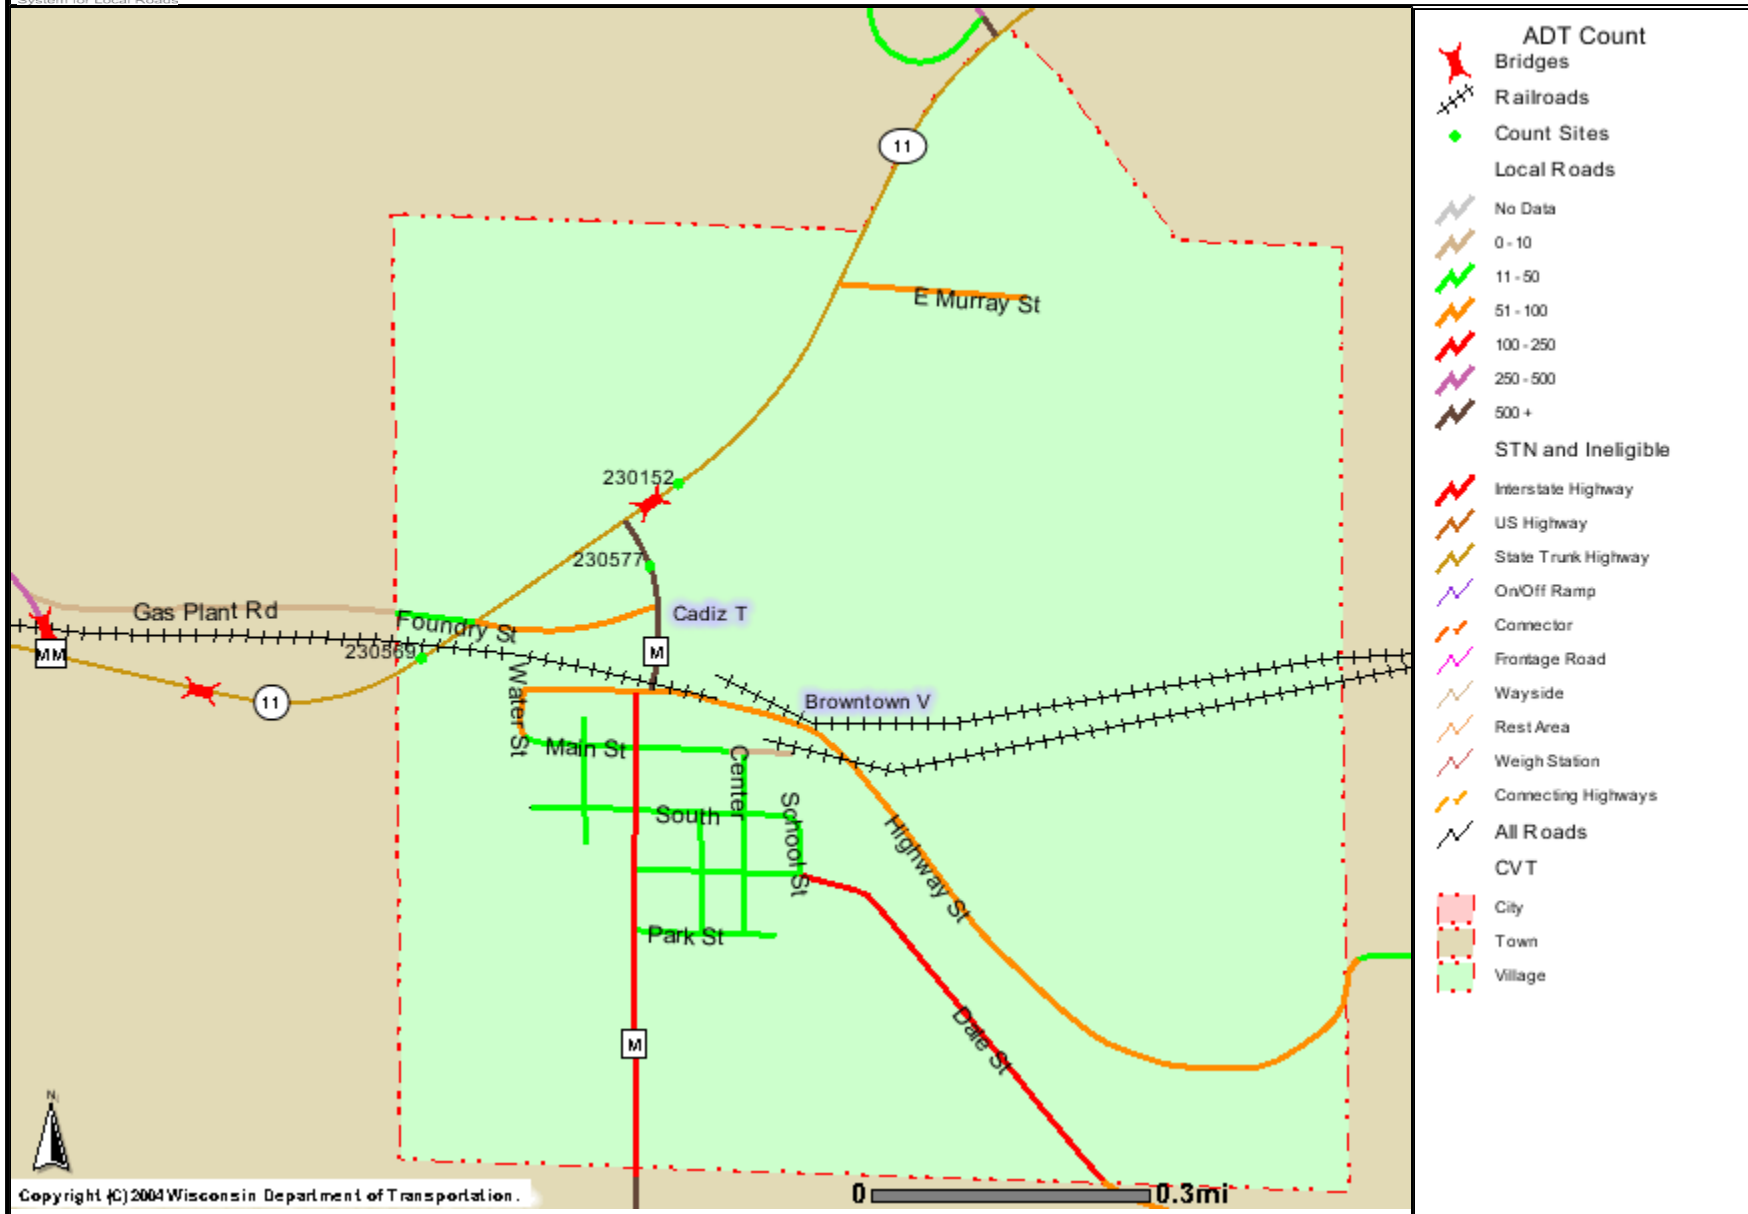 System for Local Roads
11
E Murray St
230152
230577
Gas Plant Rd
Foundry St
Cadiz T
230569
MM
M
11
Water St
Browntown V
Main St
Center
South
School St
Highway St
Park St
Dale St
M
N
Copyright (C) 2004 Wisconsin Department of Transportation.
0
0.3mi
ADT Count
Bridges
Railroads
Count Sites
Local Roads
No Data
0 - 10
11 - 50
51 - 100
100 - 250
250 - 500
500 +
STN and Ineligible
Interstate Highway
US Highway
State Trunk Highway
On/Off Ramp
Connector
Frontage Road
Wayside
Rest Area
Weigh Station
Connecting Highways
All Roads
CVT
City
Town
Village